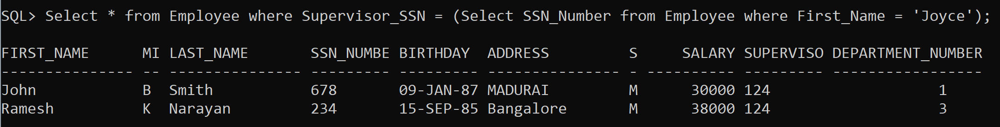 SQL> Select * from Employee where Supervisor_SSN = (Select SSN_Number from Employee where First_Name = 'Joyce');
FIRST_NAME      MI LAST_NAME       SSN_NUMBE BIRTHDAY  ADDRESS         S     SALARY SUPERVISO DEPARTMENT_NUMBER
--------------- -- --------------- --------- --------- --------------- - ---------- --------- -----------------
John            B  Smith           678       09-JAN-87 MADURAI         M      30000 124                       1
Ramesh          K  Narayan         234       15-SEP-85 Bangalore       M      38000 124                       3